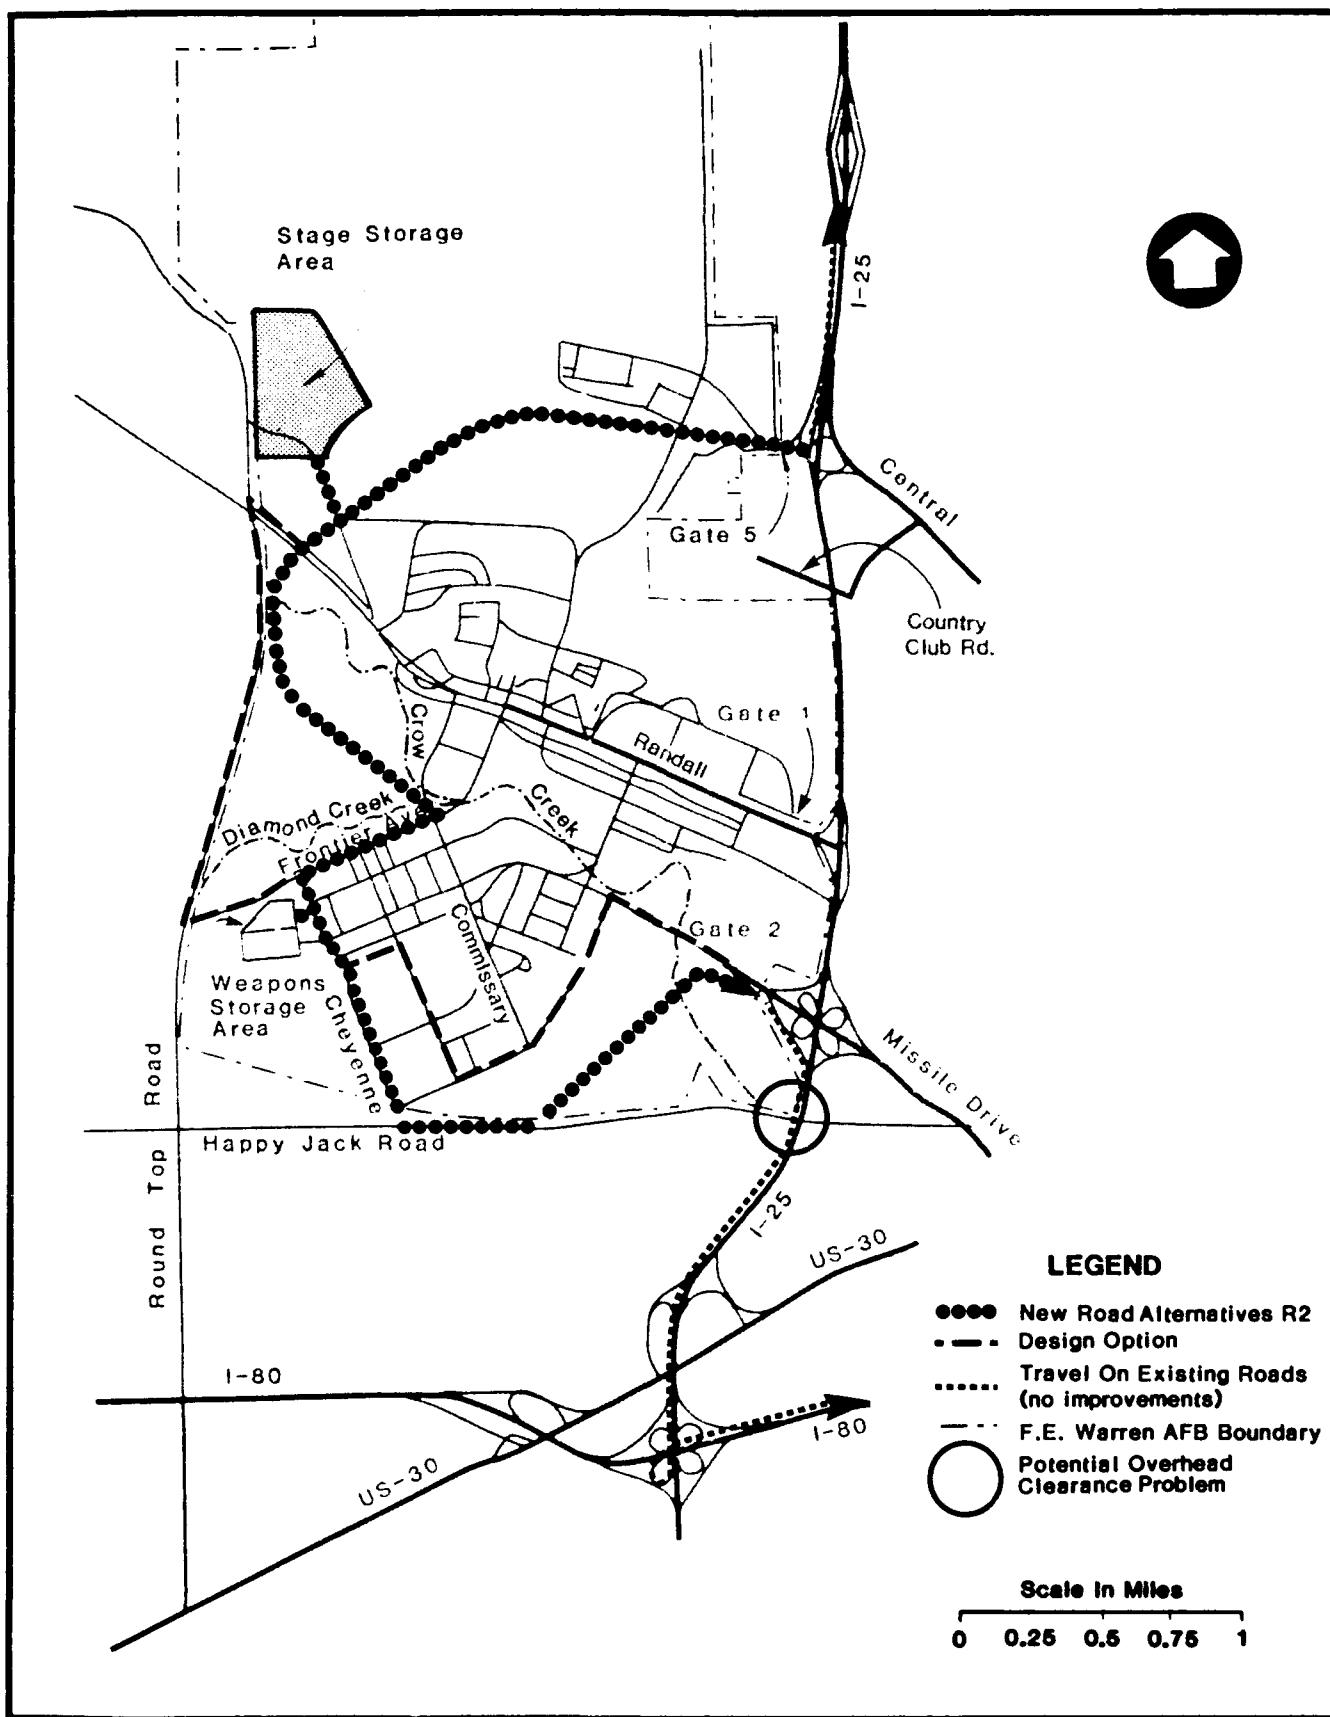 Stage Storage
Area
I-25
Central
Gate 5
Country
Club Rd.
Gate 1
Randall
Crow
Creek
Diamond Creek
Frontier Ave
Gate 2
Commissary
Weapons
Storage
Area
Cheyenne
Missile Drive
Happy Jack Road
Round Top Road
I-25
US-30
I-80
I-80
US-30
LEGEND
New Road Alternatives R2
Design Option
Travel On Existing Roads
(no improvements)
F.E. Warren AFB Boundary
Potential Overhead
Clearance Problem
Scale In Miles
0 0.25 0.5 0.75 1